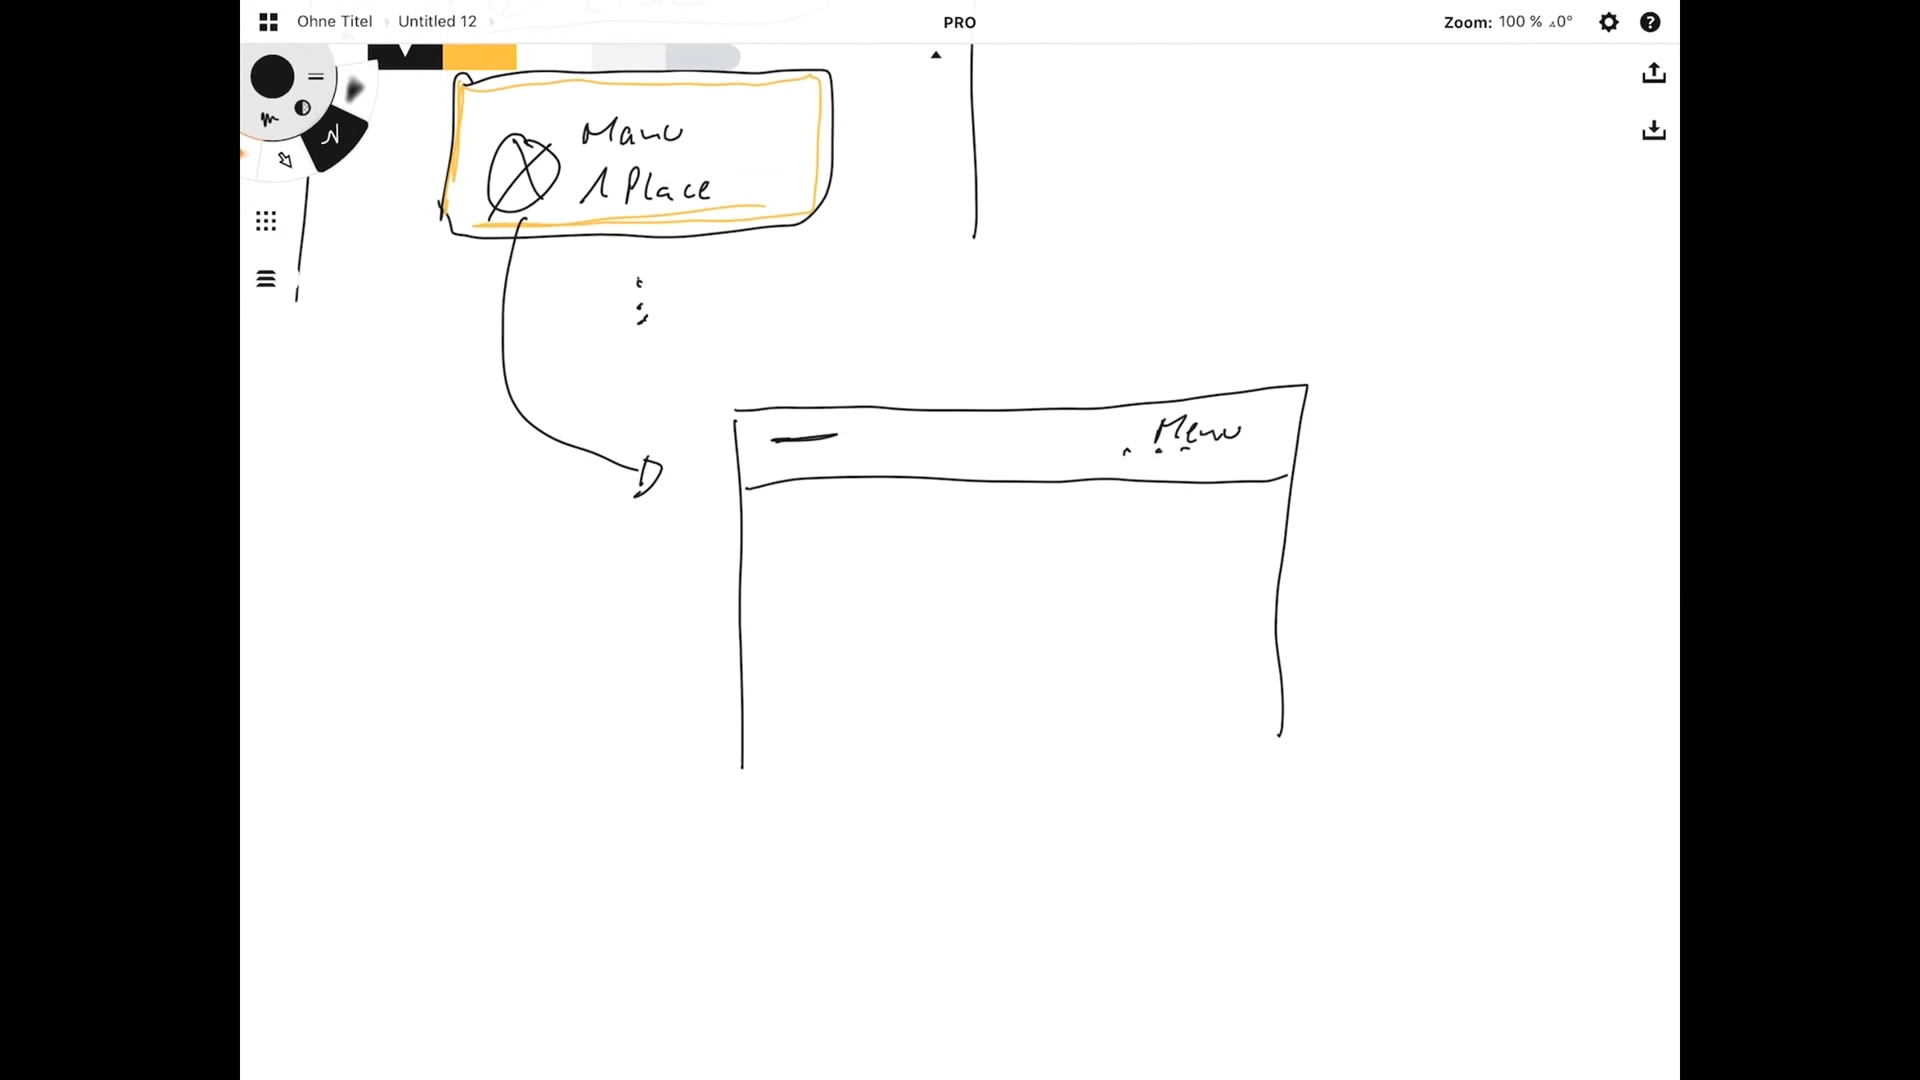 Ohne Titel Untitled 12 PRO Zoom: 100 % ⊿0°
Manu
1 Place
Menu